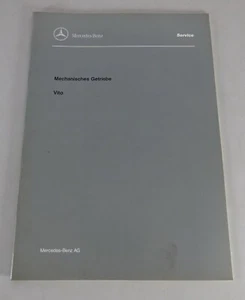 Mercedes-Benz
Service
Mechanisches Getriebe
Vito
Mercedes-Benz AG